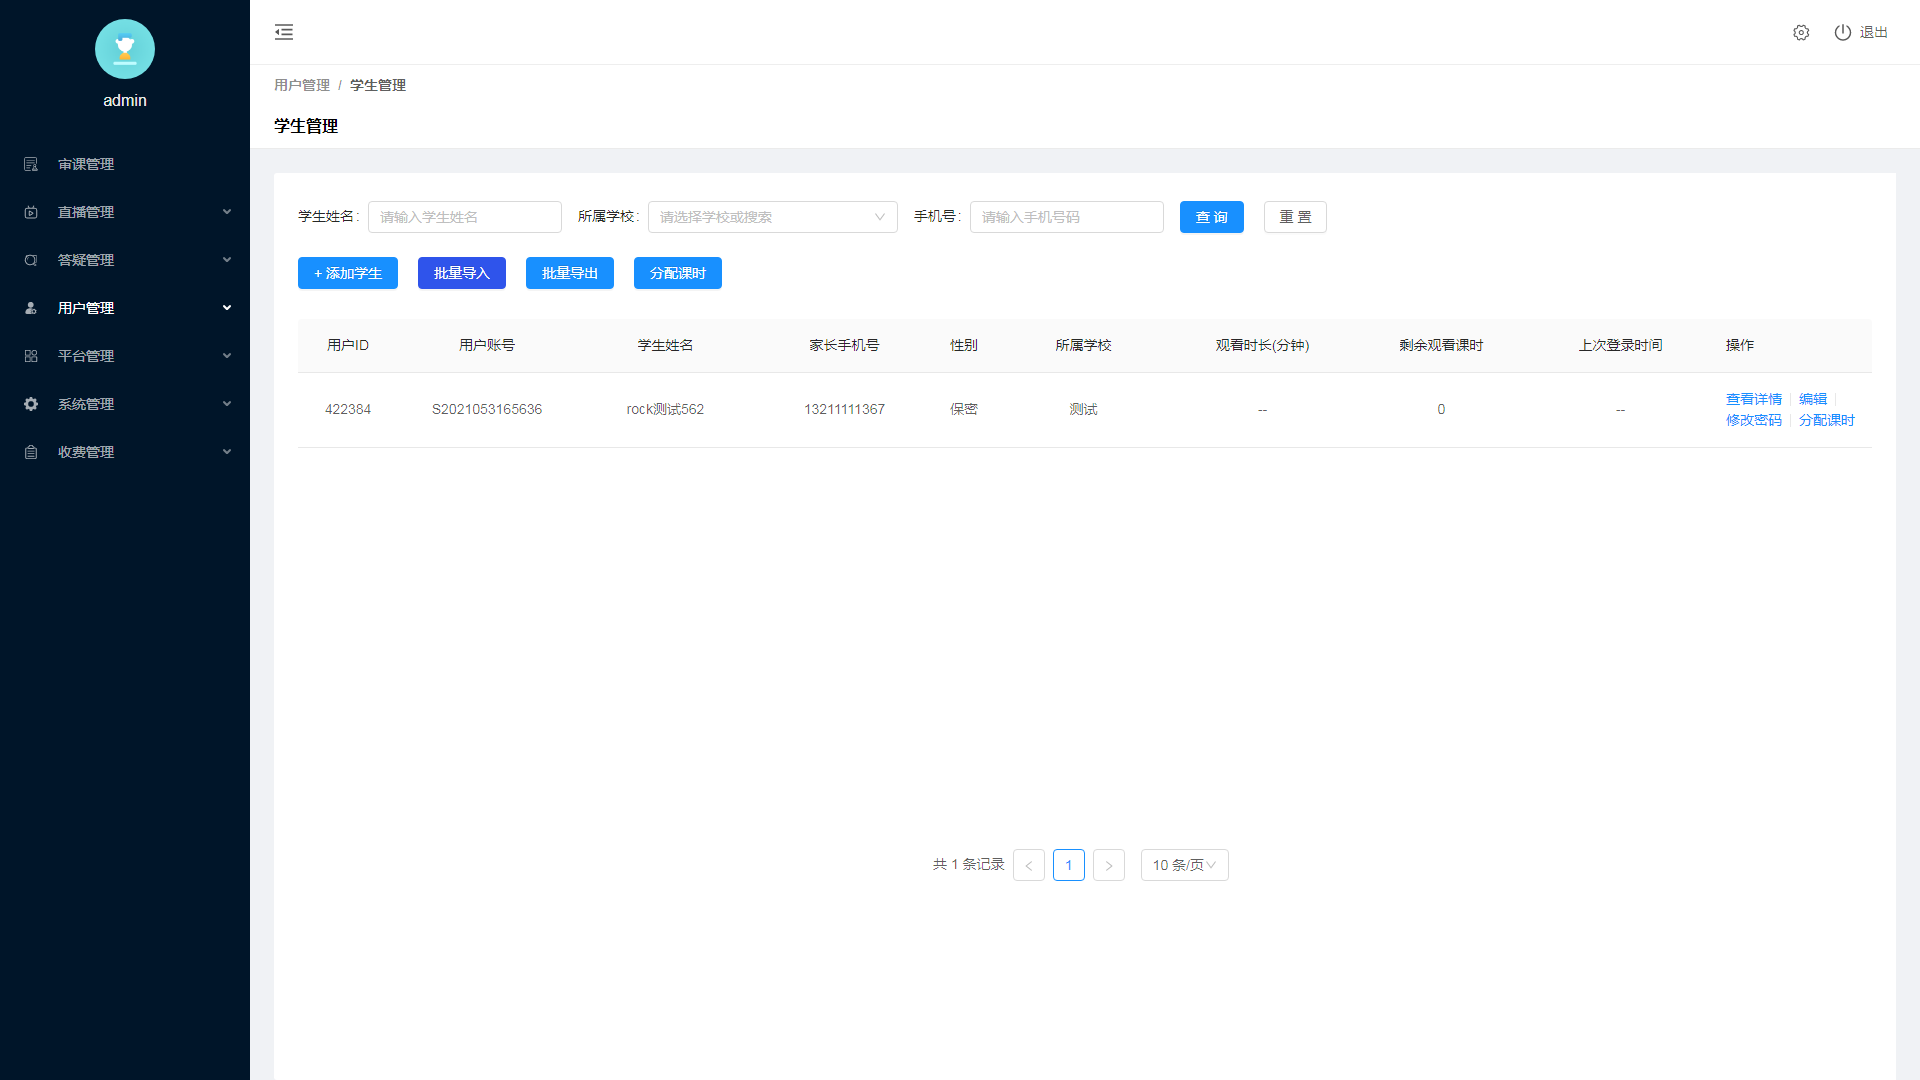 admin
审课管理
直播管理
答疑管理
用户管理
平台管理
系统管理
收费管理
退出
用户管理 / 学生管理
学生管理
学生姓名: 请输入学生姓名 所属学校: 请选择学校或搜索 手机号: 请输入手机号码 查 询 重 置
+ 添加学生 批量导入 批量导出 分配课时
用户ID 用户账号 学生姓名 家长手机号 性别 所属学校 观看时长(分钟) 剩余观看课时 上次登录时间 操作
422384 S2021053165636 rock测试562 13211111367 保密 测试 -- 0 -- 查看详情 编辑
修改密码 分配课时
共 1 条记录 < 1 > 10 条/页